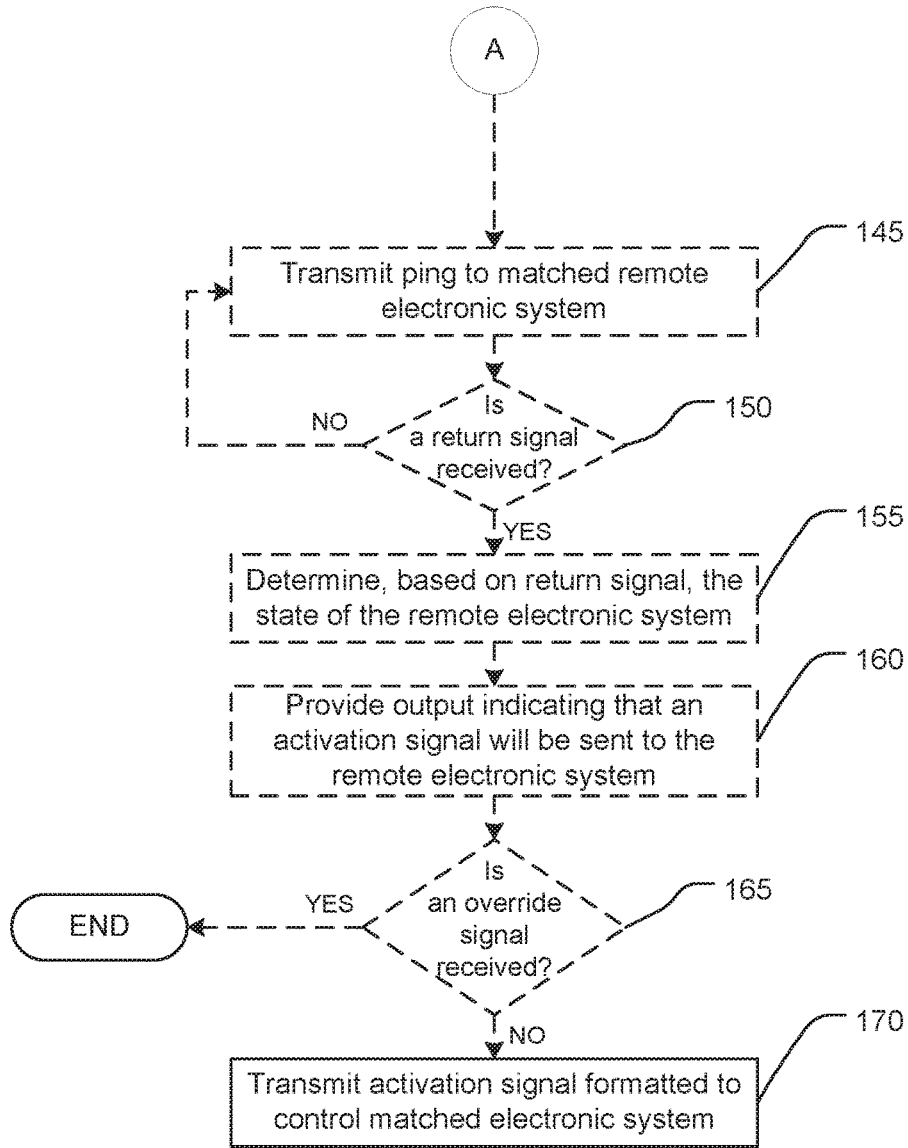 A
145
Transmit ping to matched remote
electronic system
150
Is
a return signal
received?
NO
YES
155
Determine, based on return signal, the
state of the remote electronic system
160
Provide output indicating that an
activation signal will be sent to the
remote electronic system
165
Is
an override
signal
received?
YES
END
NO
170
Transmit activation signal formatted to
control matched electronic system